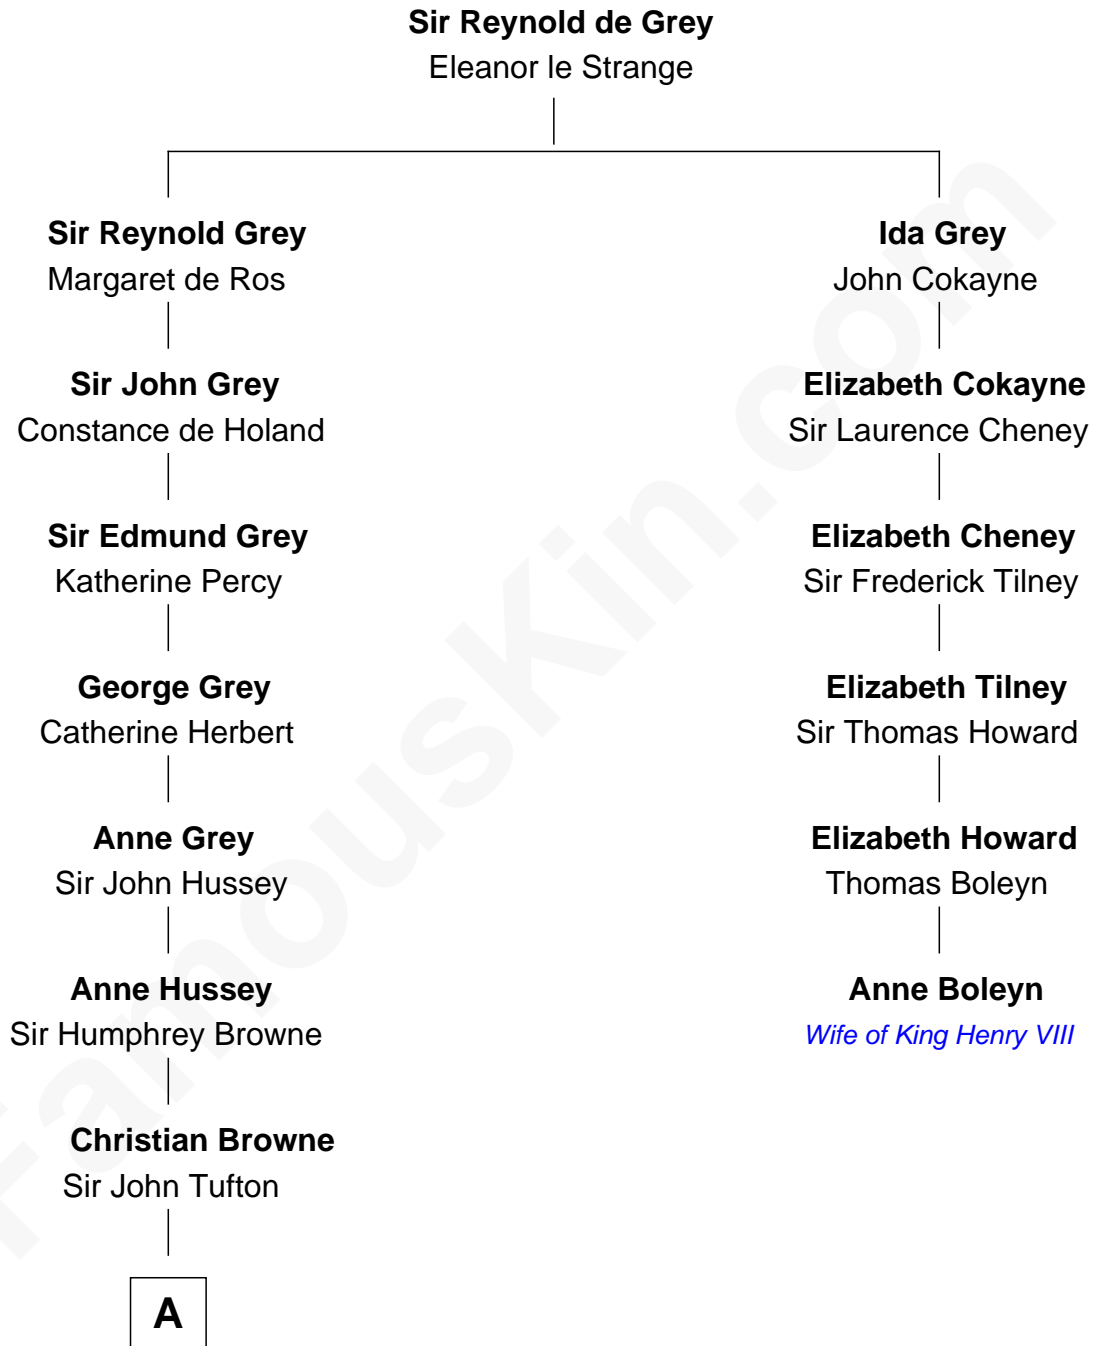 Sir Reynold de Grey
Eleanor le Strange
Sir Reynold Grey
Margaret de Ros
Ida Grey
John Cokayne
Sir John Grey
Constance de Holand
Elizabeth Cokayne
Sir Laurence Cheney
Sir Edmund Grey
Katherine Percy
Elizabeth Cheney
Sir Frederick Tilney
George Grey
Catherine Herbert
Elizabeth Tilney
Sir Thomas Howard
Anne Grey
Sir John Hussey
Elizabeth Howard
Thomas Boleyn
Anne Hussey
Sir Humphrey Browne
Anne Boleyn
Wife of King Henry VIII
Christian Browne
Sir John Tufton
A
FamousKin.com